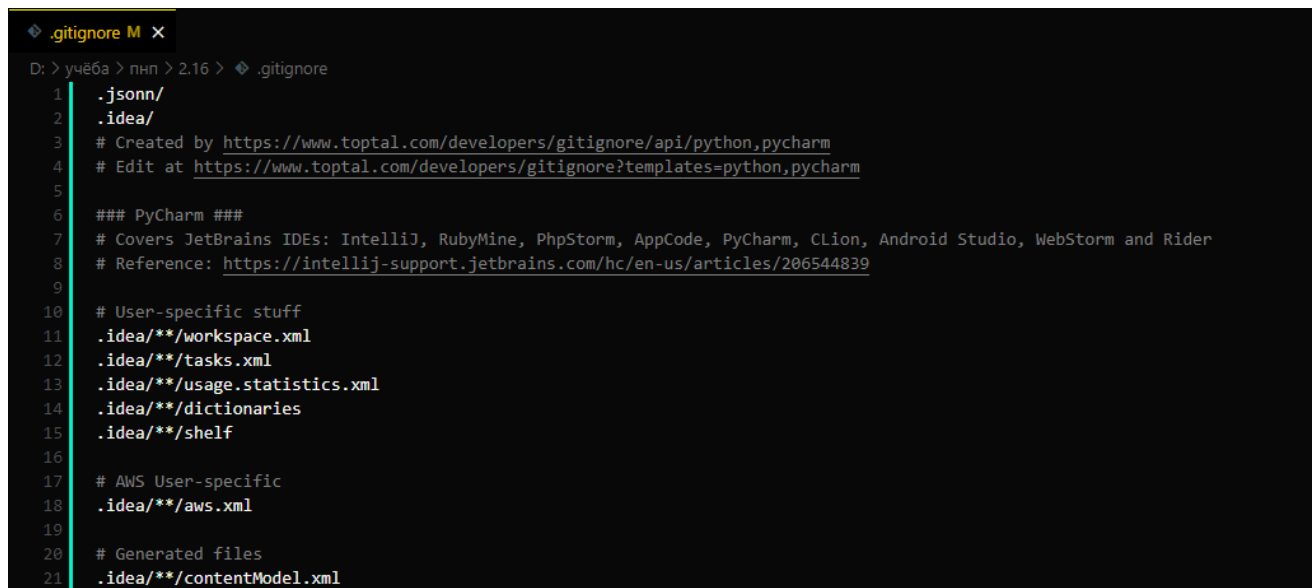 .gitignore M ×
D: > учёба > пнп > 2.16 > .gitignore
1 .jsonn/
2 .idea/
3 # Created by https://www.toptal.com/developers/gitignore/api/python,pycharm
4 # Edit at https://www.toptal.com/developers/gitignore?templates=python,pycharm
5
6 ### PyCharm ###
7 # Covers JetBrains IDEs: IntelliJ, RubyMine, PhpStorm, AppCode, PyCharm, CLion, Android Studio, WebStorm and Rider
8 # Reference: https://intellij-support.jetbrains.com/hc/en-us/articles/206544839
9
10 # User-specific stuff
11 .idea/**/workspace.xml
12 .idea/**/tasks.xml
13 .idea/**/usage.statistics.xml
14 .idea/**/dictionaries
15 .idea/**/shelf
16
17 # AWS User-specific
18 .idea/**/aws.xml
19
20 # Generated files
21 .idea/**/contentModel.xml